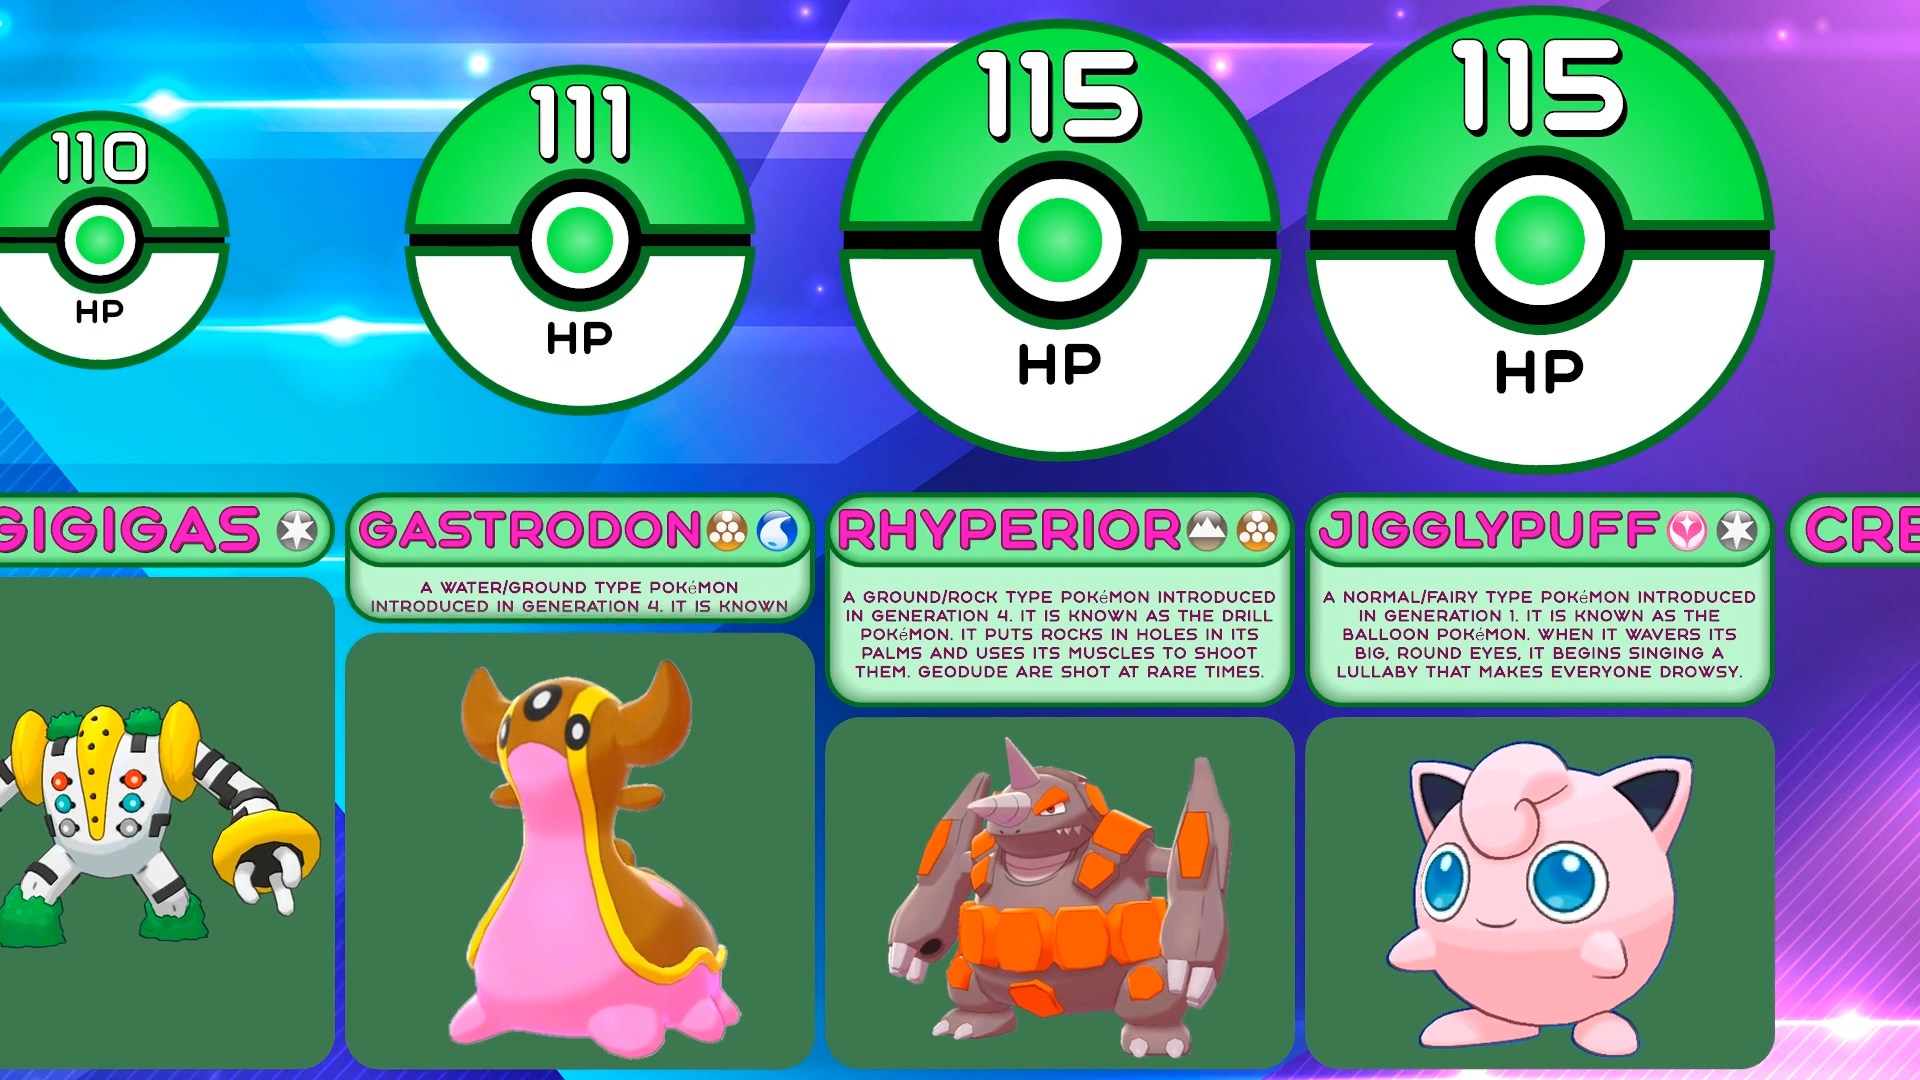 110
HP
111
HP
115
HP
115
HP
GIGIGAS
GASTRODON
A WATER/GROUND TYPE POKéMON
INTRODUCED IN GENERATION 4. IT IS KNOWN
RHYPERIOR
A GROUND/ROCK TYPE POKéMON INTRODUCED
IN GENERATION 4. IT IS KNOWN AS THE DRILL
POKéMON. IT PUTS ROCKS IN HOLES IN ITS
PALMS AND USES ITS MUSCLES TO SHOOT
THEM. GEODUDE ARE SHOT AT RARE TIMES.
JIGGLYPUFF
A NORMAL/FAIRY TYPE POKéMON INTRODUCED
IN GENERATION 1. IT IS KNOWN AS THE
BALLOON POKéMON. WHEN IT WAVERS ITS
BIG, ROUND EYES, IT BEGINS SINGING A
LULLABY THAT MAKES EVERYONE DROWSY.
CRE